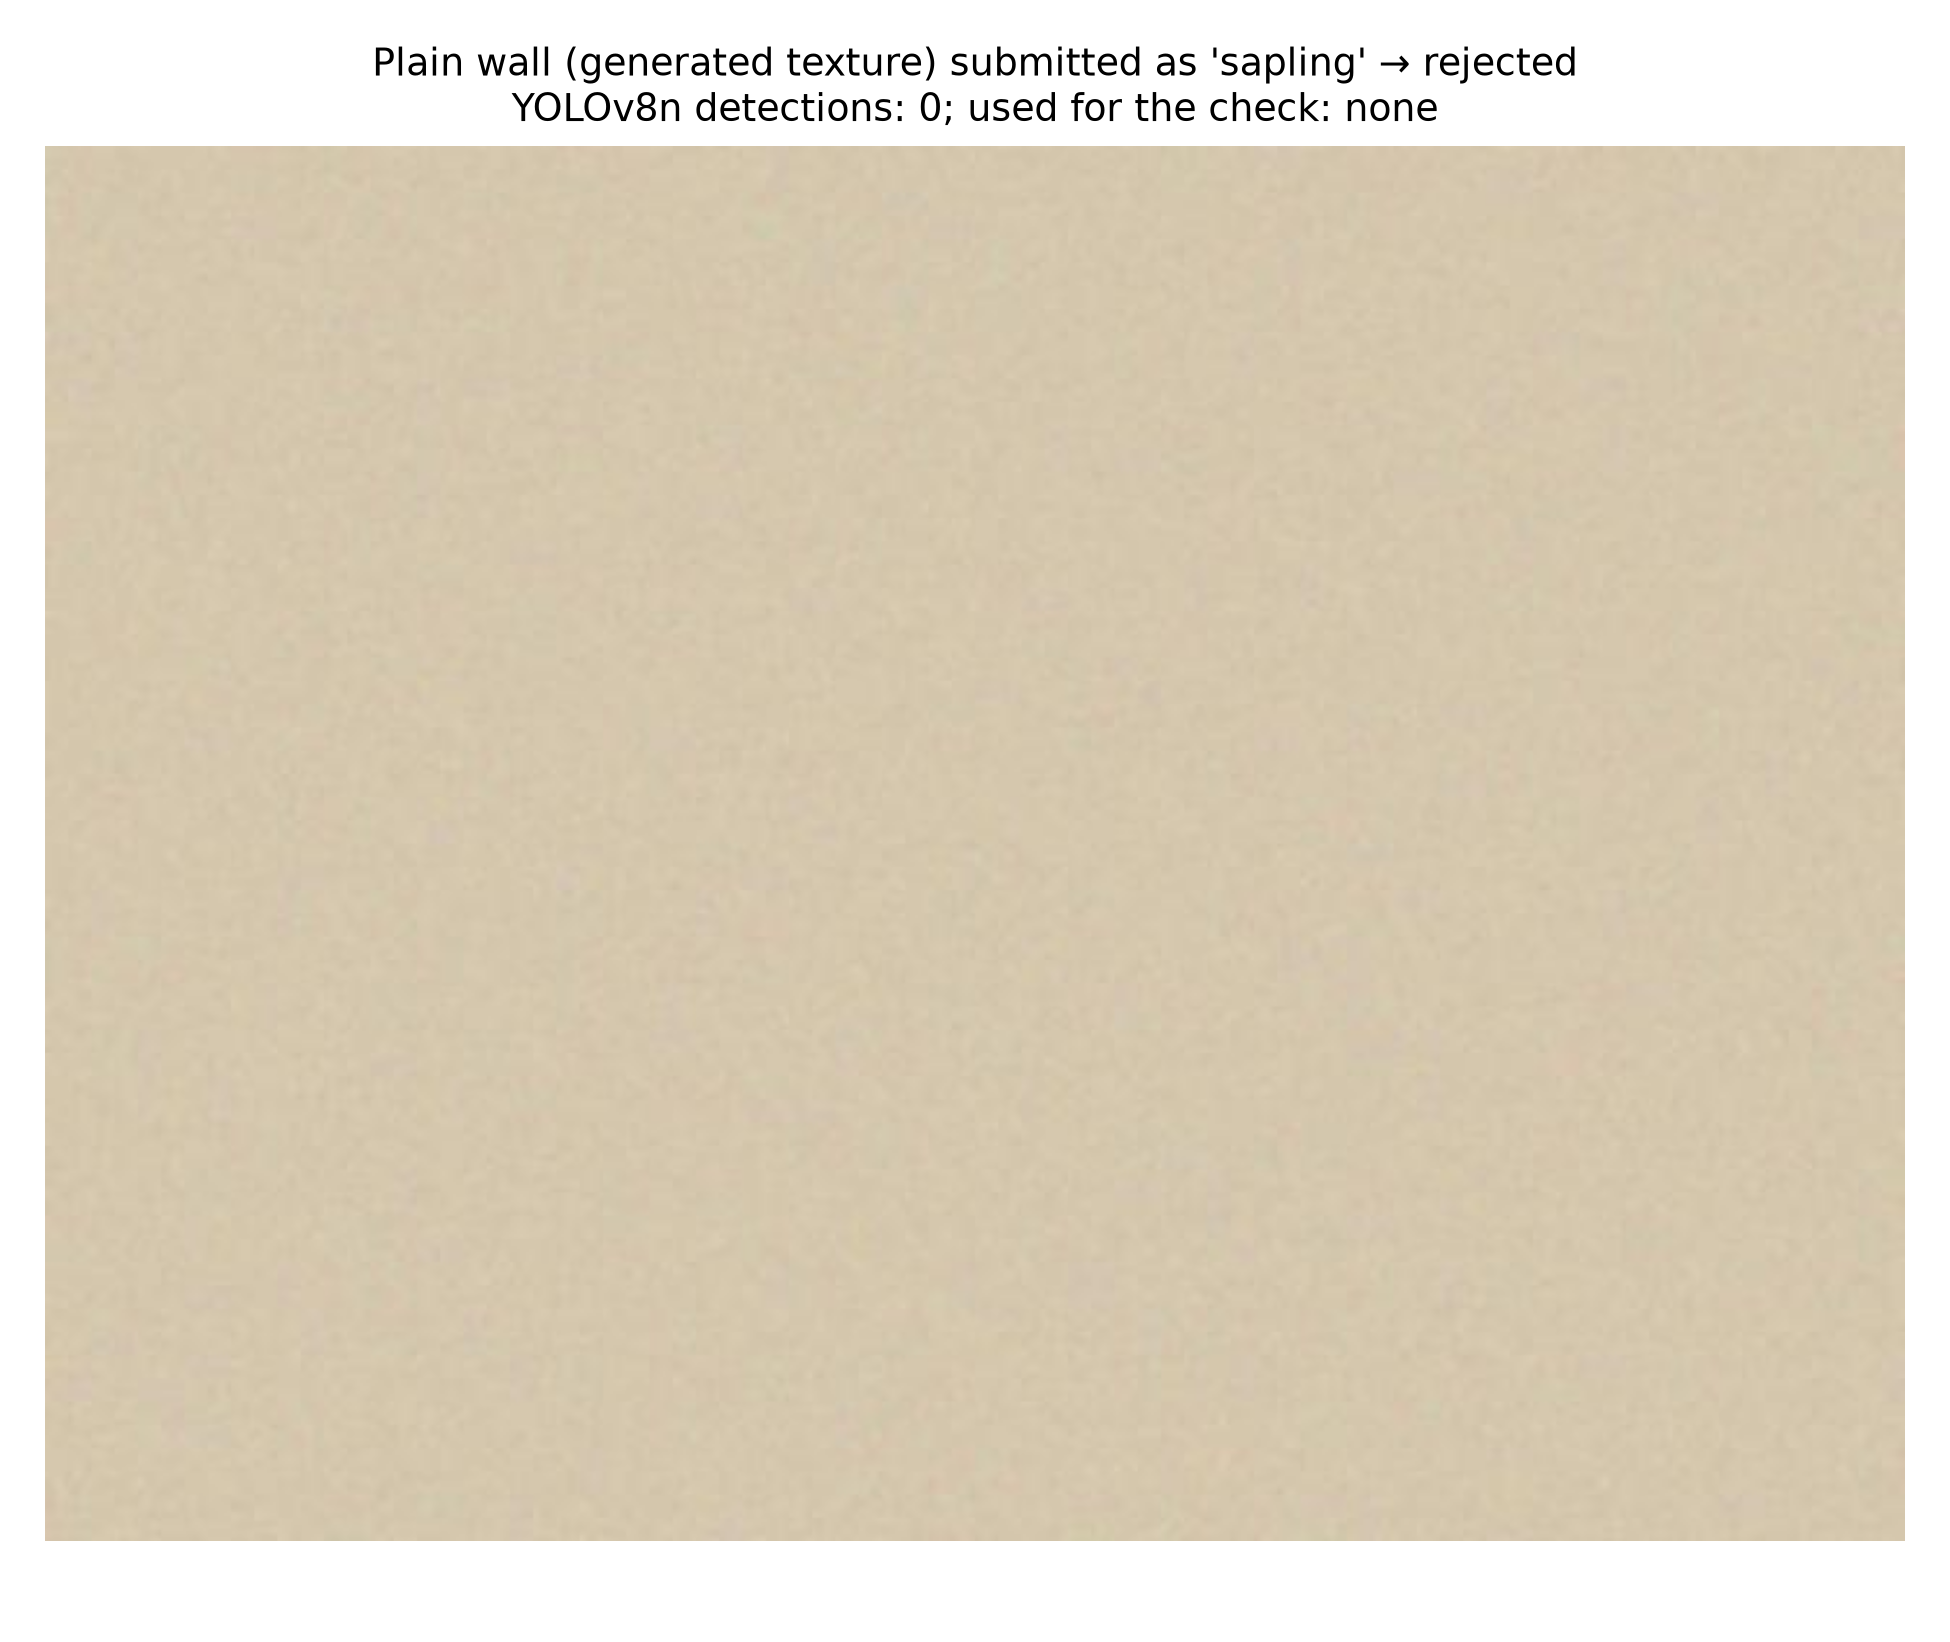 Plain wall (generated texture) submitted as 'sapling' → rejected
YOLOv8n detections: 0; used for the check: none